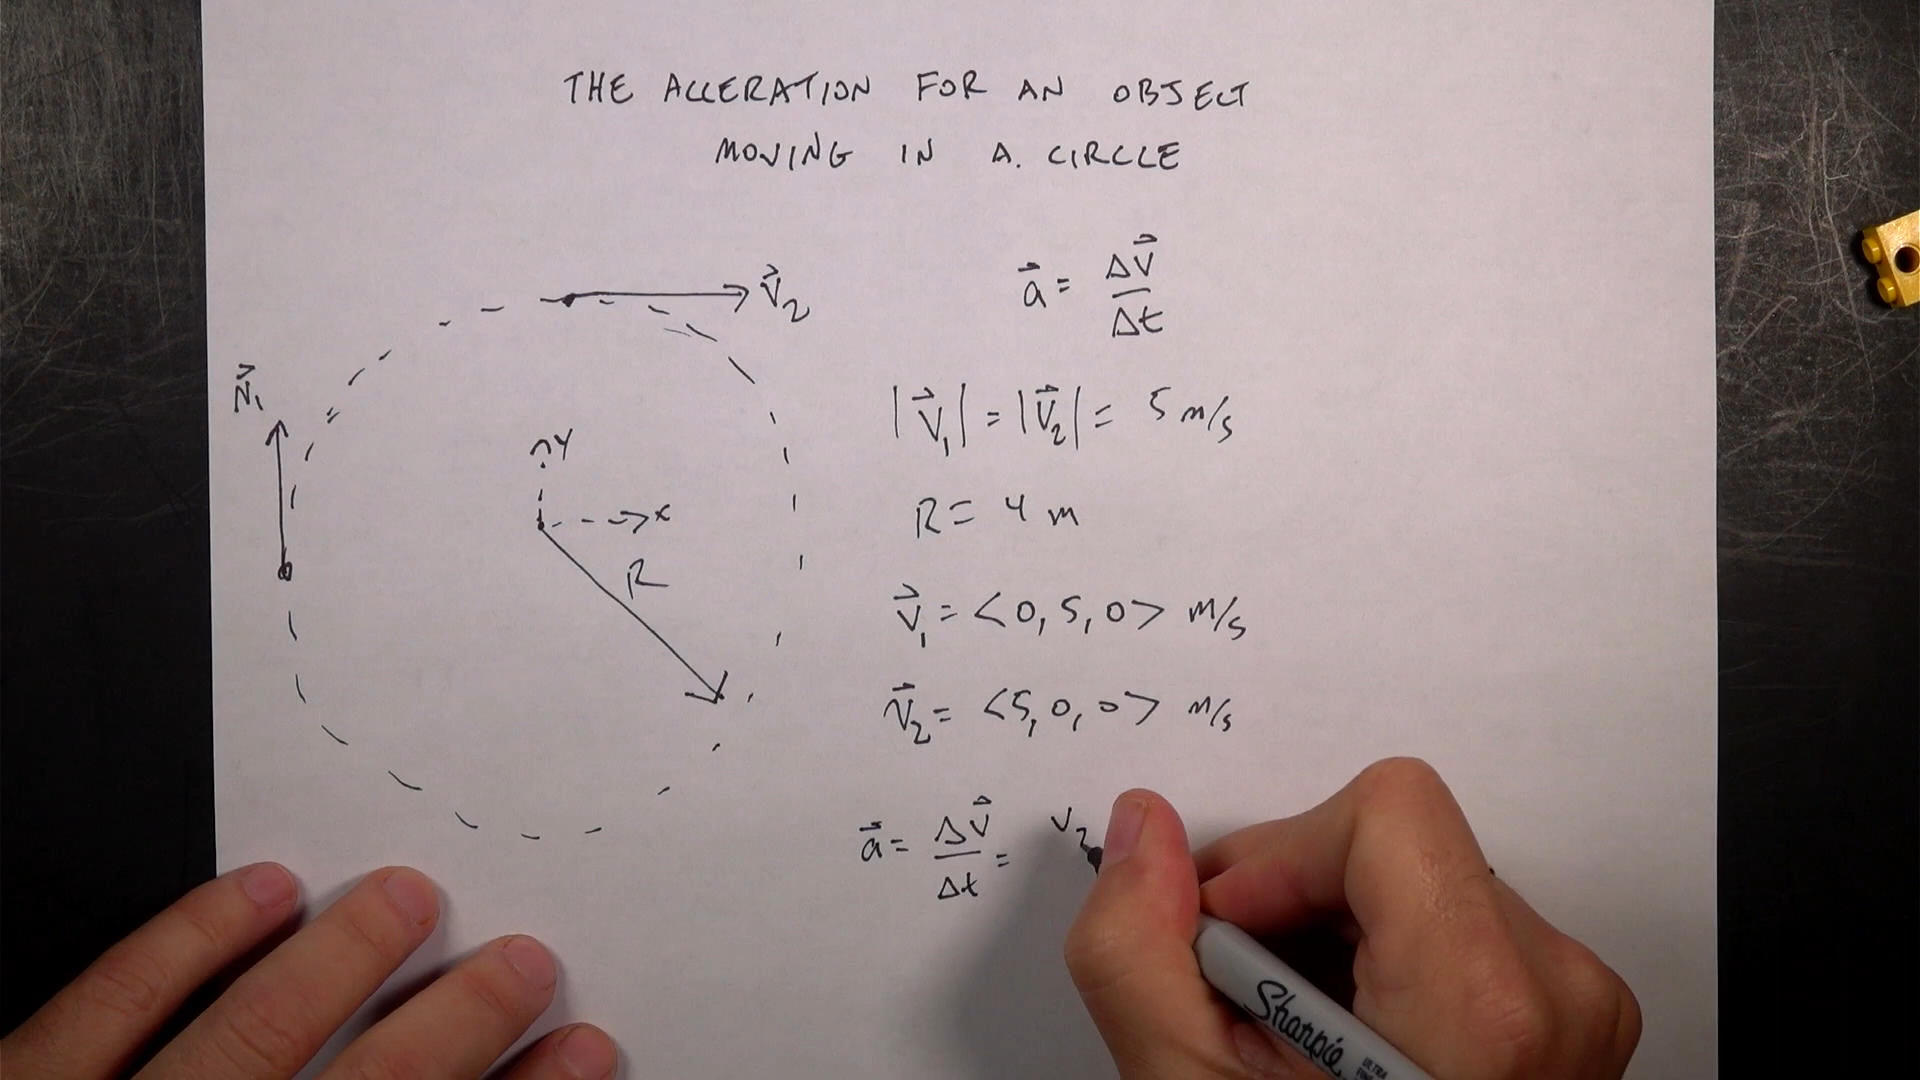 THE ACCERATION FOR AN OBJECT
MOVING IN A. CIRCLE
V⃗2
V⃗1
y
x
R
a⃗ = ΔV⃗/Δt
|V⃗1| = |V⃗2| = 5 m/s
R = 4 m
V⃗1 = <0, 5, 0> m/s
V⃗2 = <5, 0, 0> m/s
a⃗ = ΔV⃗/Δt = V2
Sharpie
ULTRA